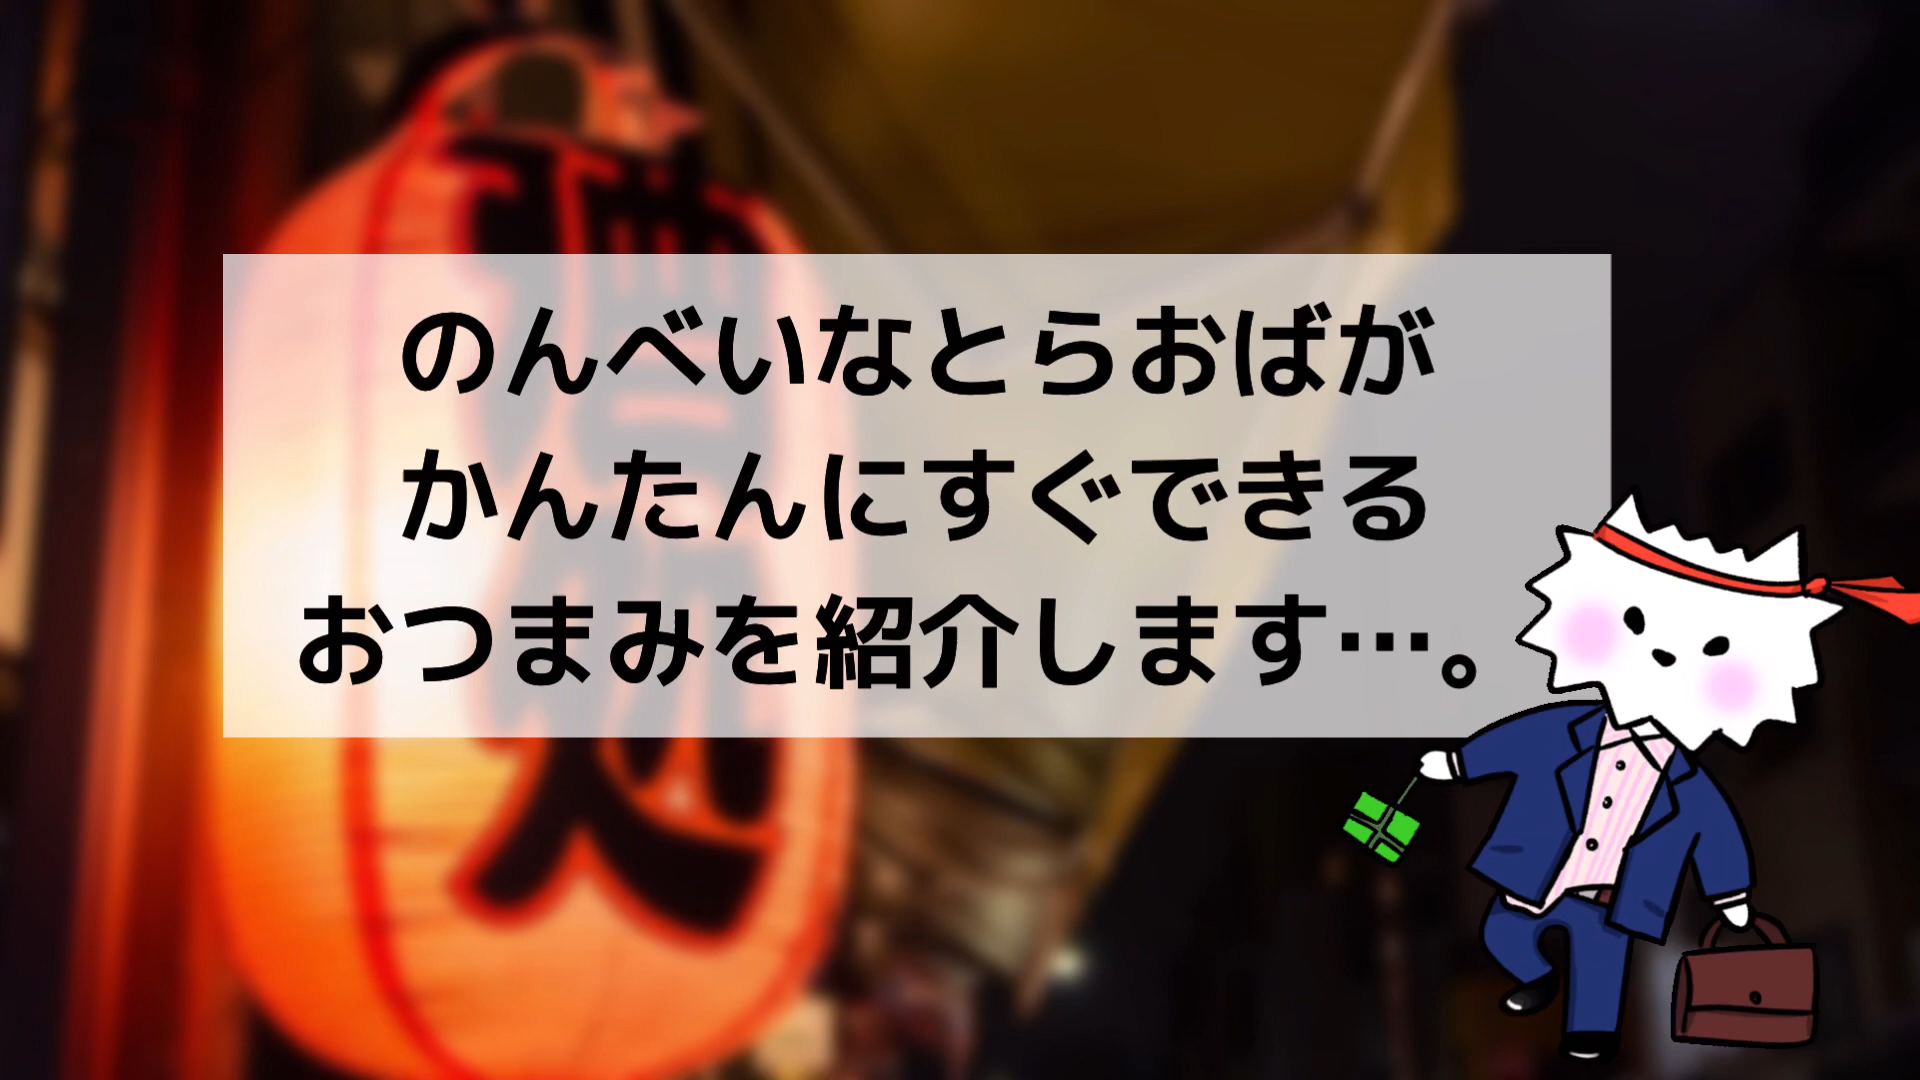 のんべいなとらおばが
かんたんにすぐできる
おつまみを紹介します…。